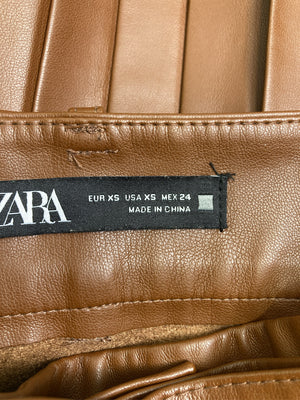 ZARA
EUR XS USA XS MEX 24
MADE IN CHINA